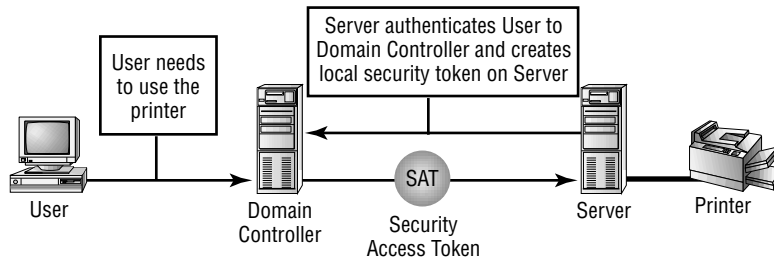 User needs
to use the
printer
Server authenticates User to
Domain Controller and creates
local security token on Server
SAT
User
Domain
Controller
Security
Access Token
Server
Printer